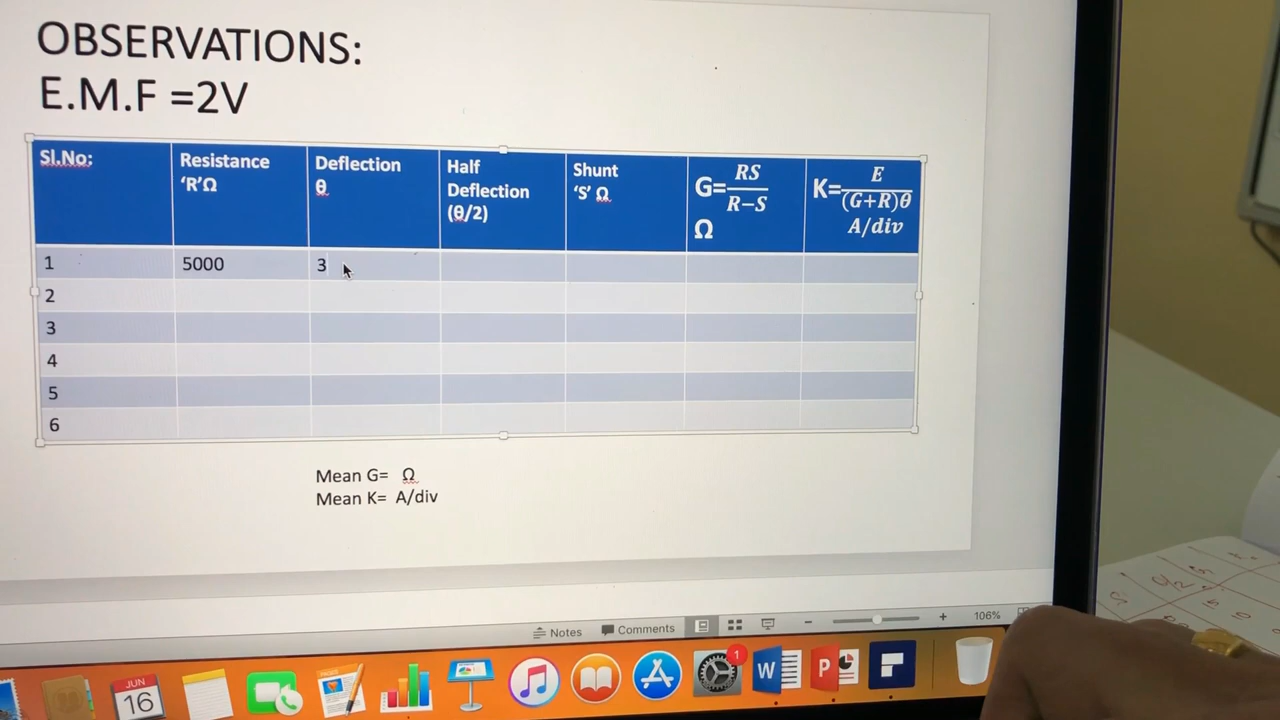 OBSERVATIONS:
E.M.F =2V
Sl.No:
Resistance
‘R’Ω
Deflection
θ
Half
Deflection
(θ/2)
Shunt
‘S’ Ω
G=RS/R−S
Ω
K=E/(G+R)θ
A/div
1 5000 3
2
3
4
5
6
Mean G= Ω
Mean K= A/div
Notes Comments − + 106%
JUN
16
1
W
P